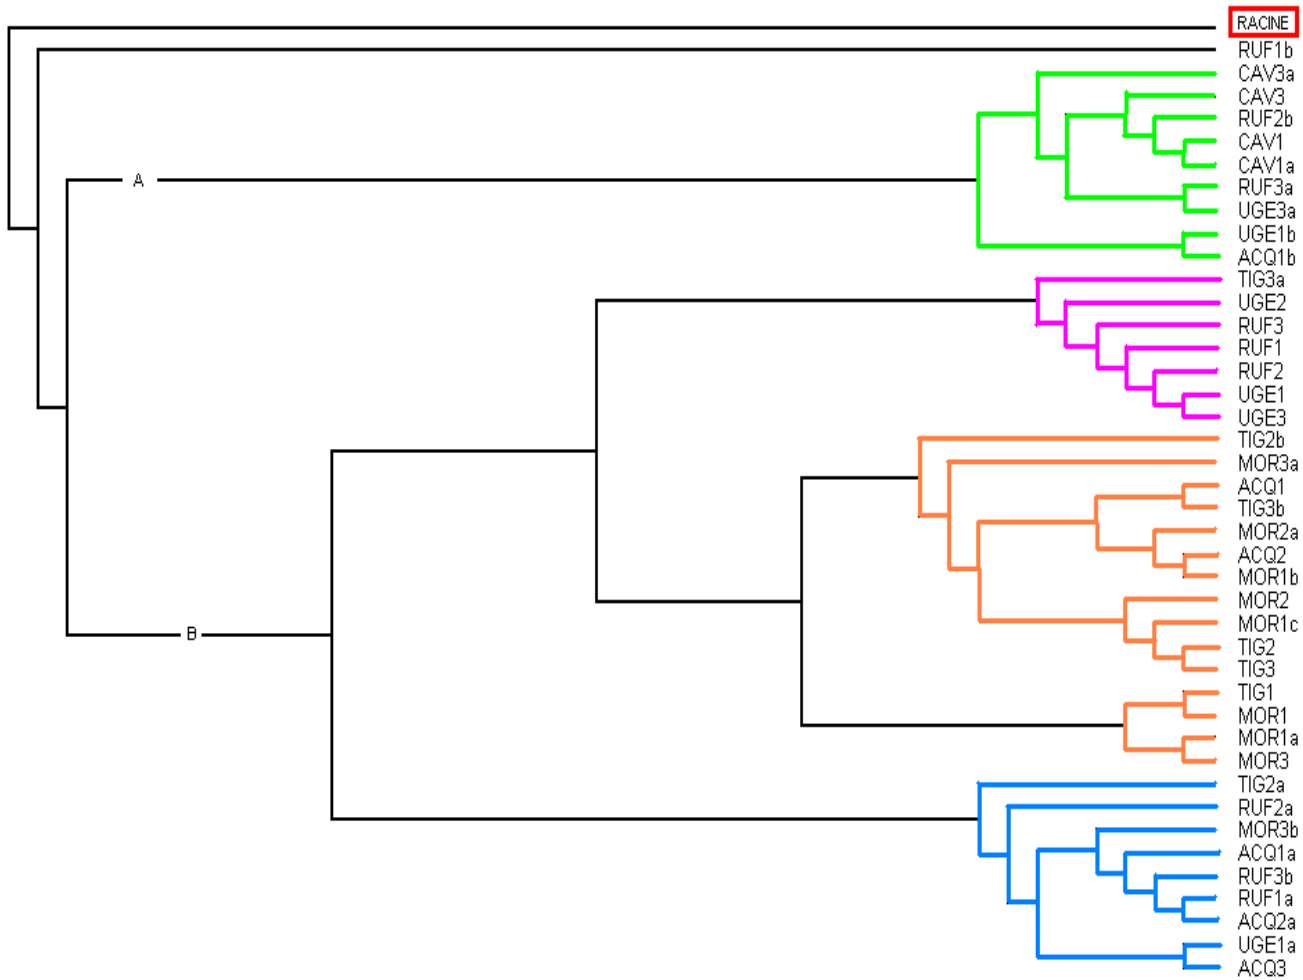 RACINE
RUF1b
CAV3a
CAV3
RUF2b
CAV1
A
CAV1a
RUF3a
UGE3a
UGE1b
ACQ1b
TIG3a
UGE2
RUF3
RUF1
RUF2
UGE1
UGE3
TIG2b
MOR3a
ACQ1
TIG3b
MOR2a
ACQ2
MOR1b
MOR2
MOR1c
B
TIG2
TIG3
TIG1
MOR1
MOR1a
MOR3
TIG2a
RUF2a
MOR3b
ACQ1a
RUF3b
RUF1a
ACQ2a
UGE1a
ACQ3